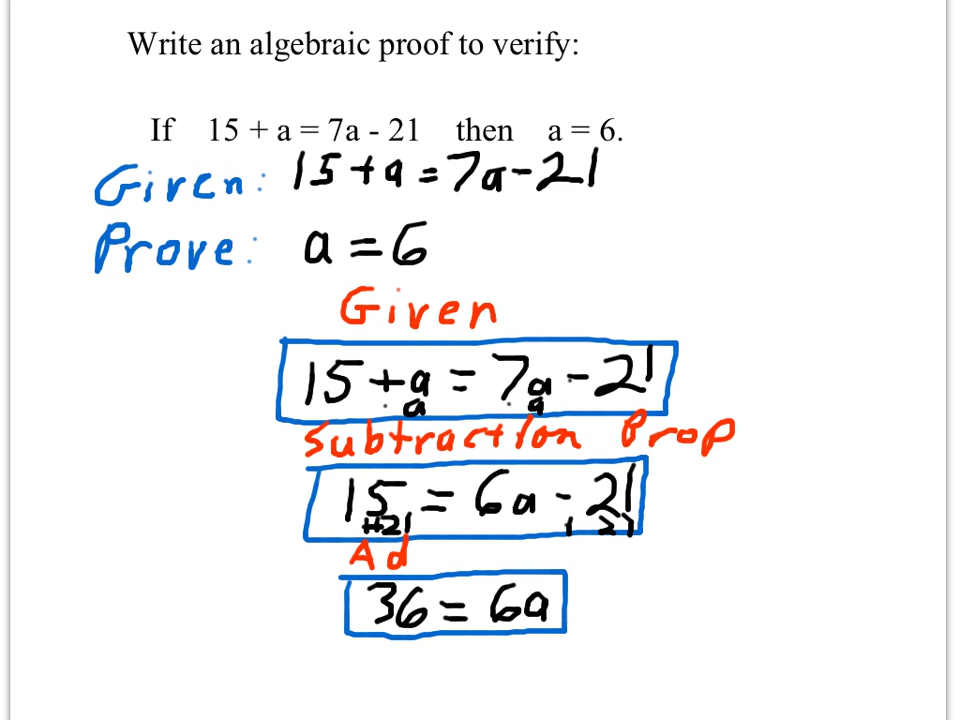 Write an algebraic proof to verify:
If 15 + a = 7a - 21 then a = 6.
Given: 15+a=7a-21
Prove: a=6
Given
15+a=7a-21
a a
Subtraction Prop
15=6a-21
+21 21
Ad
36=6a